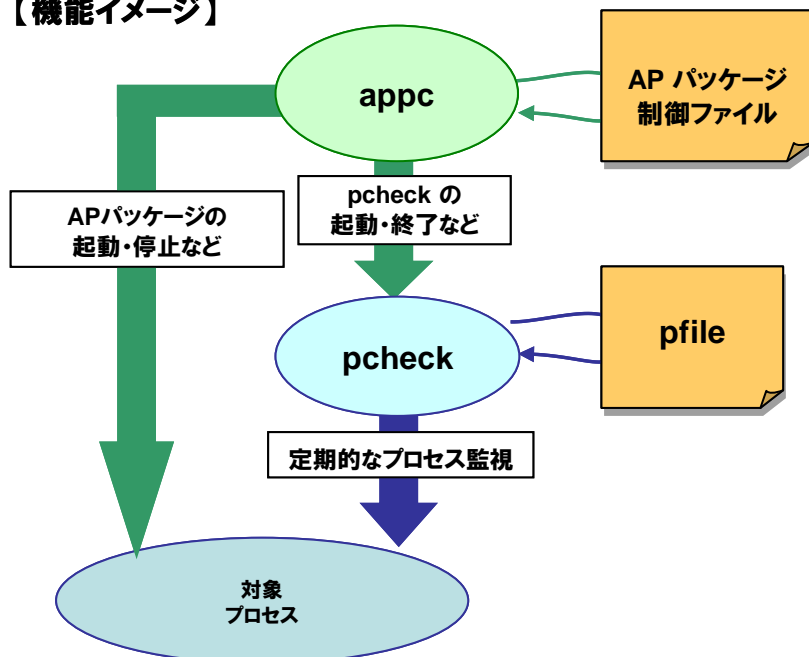 【機能イメージ】
appc
AP パッケージ
制御ファイル
APパッケージの
起動・停止など
pcheck の
起動・終了など
pcheck
pfile
定期的なプロセス監視
対象
プロセス